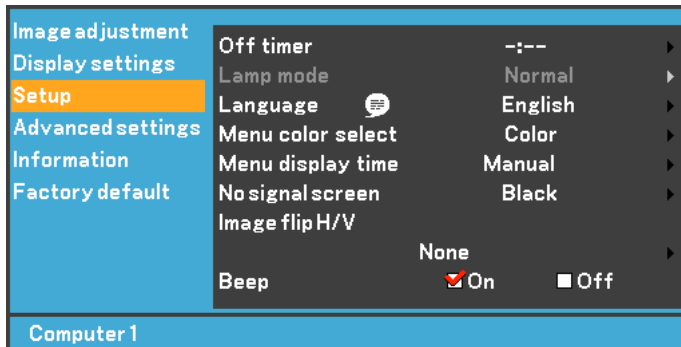 Image adjustment
Display settings
Setup
Advanced settings
Information
Factory default
Off timer -:--
Lamp mode Normal
Language English
Menu color select Color
Menu display time Manual
No signal screen Black
Image flip H/V
None
Beep On Off
Computer 1